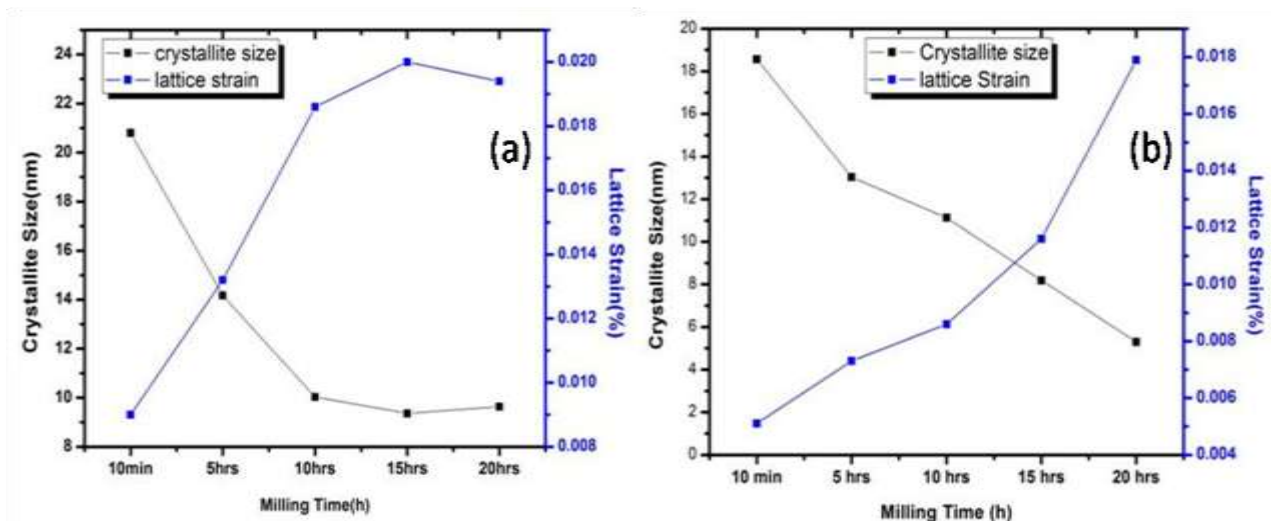 crystallite size
lattice strain
(a)
24
22
20
18
16
14
12
10
8
Crystallite Size(nm)
0.020
0.018
0.016
0.014
0.012
0.010
0.008
Lattice Strain(%)
10min 5hrs 10hrs 15hrs 20hrs
Milling Time(h)
Crystallite size
lattice Strain
(b)
20
18
16
14
12
10
8
6
4
2
0
Crystallite Size(nm)
0.018
0.016
0.014
0.012
0.010
0.008
0.006
0.004
Lattice Strain(%)
10 min 5 hrs 10 hrs 15 hrs 20 hrs
Milling Time (h)